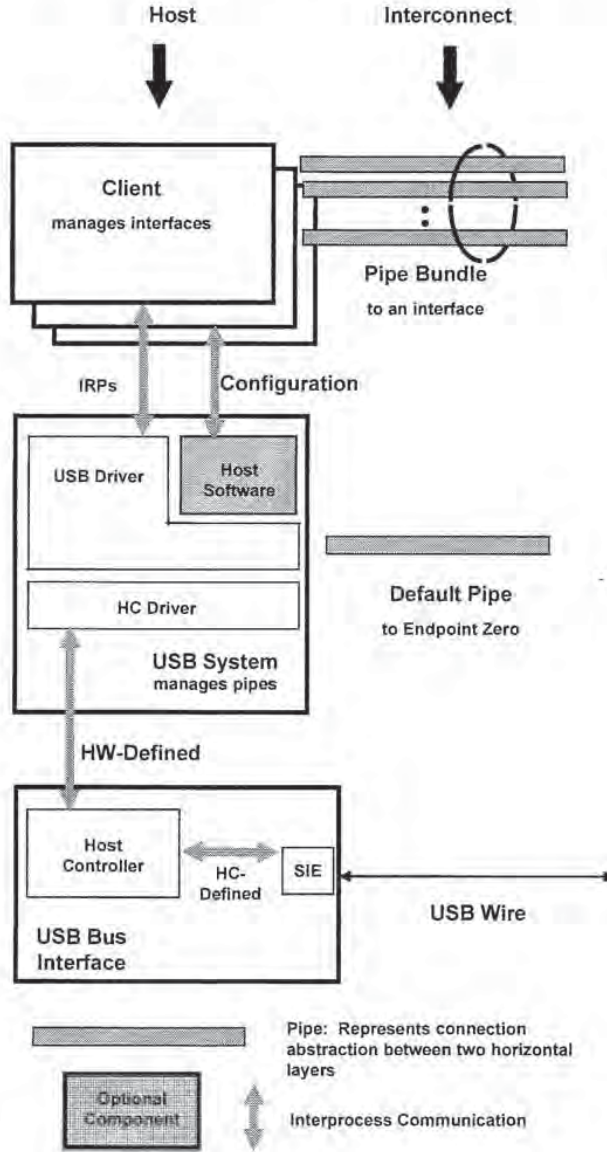 Host
Interconnect
Client
manages interfaces
Pipe Bundle
to an interface
IRPs
Configuration
USB Driver
Host
Software
HC Driver
USB System
manages pipes
Default Pipe
to Endpoint Zero
HW-Defined
Host
Controller
HC-
Defined
SIE
USB Wire
USB Bus
Interface
Pipe: Represents connection
abstraction between two horizontal
layers
Optional
Component
Interprocess Communication